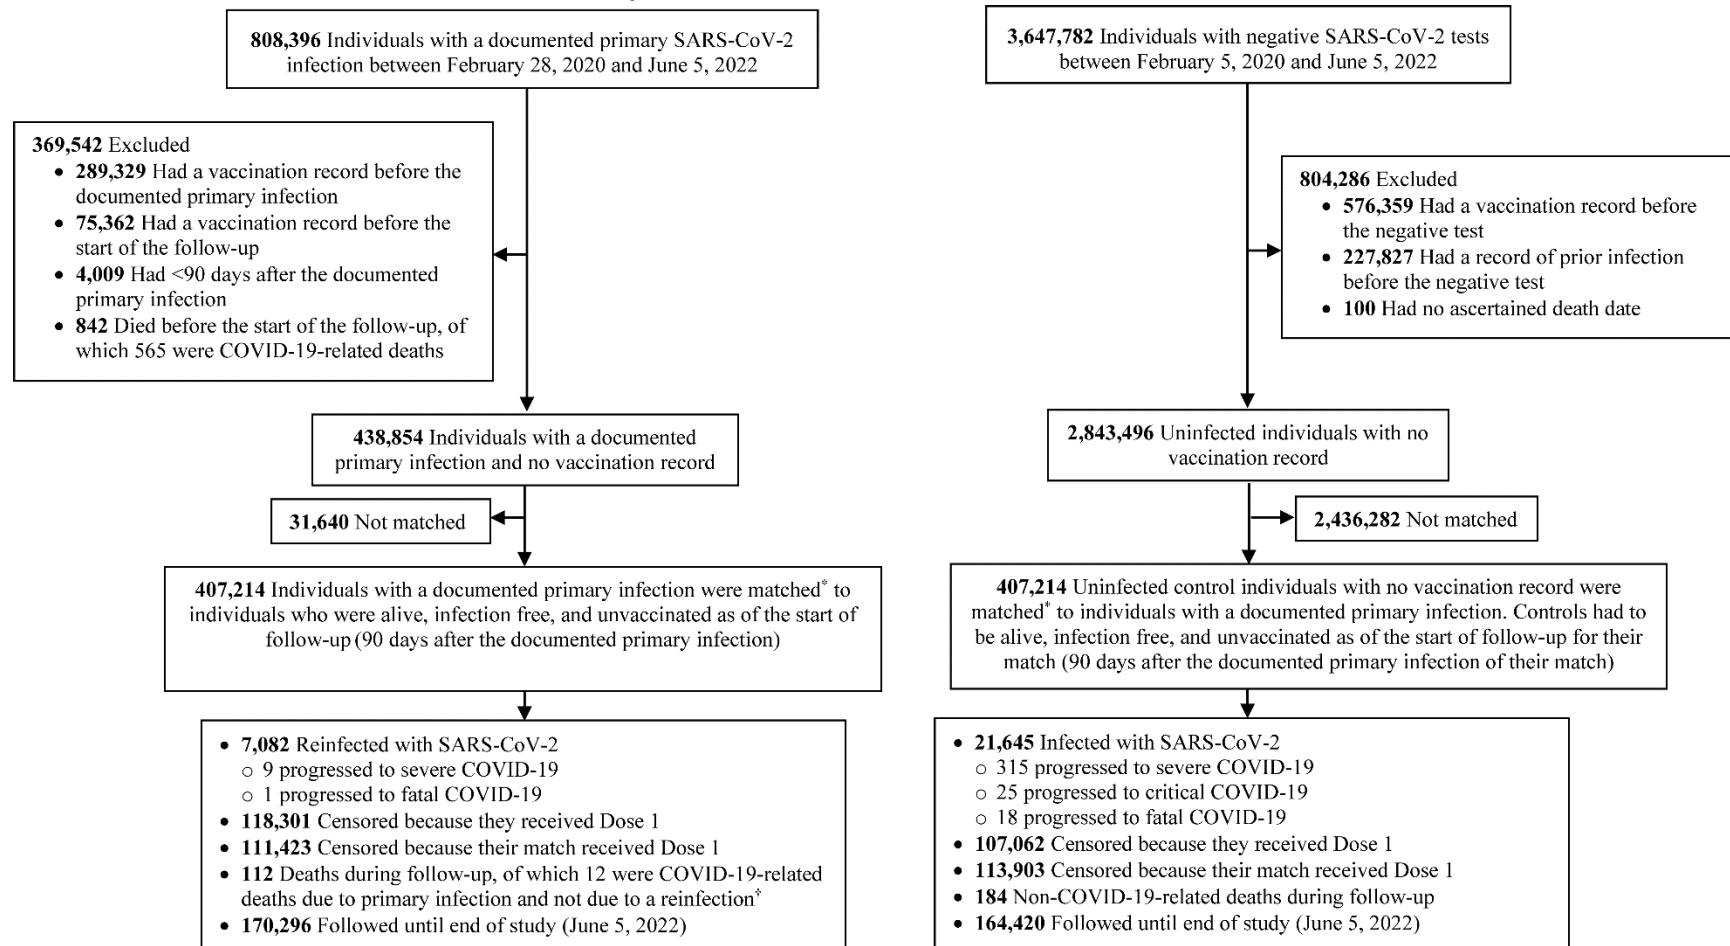 808,396 Individuals with a documented primary SARS-CoV-2
infection between February 28, 2020 and June 5, 2022
369,542 Excluded
• 289,329 Had a vaccination record before the
documented primary infection
• 75,362 Had a vaccination record before the
start of the follow-up
• 4,009 Had <90 days after the documented
primary infection
• 842 Died before the start of the follow-up, of
which 565 were COVID-19-related deaths
438,854 Individuals with a documented
primary infection and no vaccination record
31,640 Not matched
407,214 Individuals with a documented primary infection were matched* to
individuals who were alive, infection free, and unvaccinated as of the start of
follow-up (90 days after the documented primary infection)
• 7,082 Reinfected with SARS-CoV-2
○ 9 progressed to severe COVID-19
○ 1 progressed to fatal COVID-19
• 118,301 Censored because they received Dose 1
• 111,423 Censored because their match received Dose 1
• 112 Deaths during follow-up, of which 12 were COVID-19-related
deaths due to primary infection and not due to a reinfection†
• 170,296 Followed until end of study (June 5, 2022)
3,647,782 Individuals with negative SARS-CoV-2 tests
between February 5, 2020 and June 5, 2022
804,286 Excluded
• 576,359 Had a vaccination record before
the negative test
• 227,827 Had a record of prior infection
before the negative test
• 100 Had no ascertained death date
2,843,496 Uninfected individuals with no
vaccination record
2,436,282 Not matched
407,214 Uninfected control individuals with no vaccination record were
matched* to individuals with a documented primary infection. Controls had to
be alive, infection free, and unvaccinated as of the start of follow-up for their
match (90 days after the documented primary infection of their match)
• 21,645 Infected with SARS-CoV-2
○ 315 progressed to severe COVID-19
○ 25 progressed to critical COVID-19
○ 18 progressed to fatal COVID-19
• 107,062 Censored because they received Dose 1
• 113,903 Censored because their match received Dose 1
• 184 Non-COVID-19-related deaths during follow-up
• 164,420 Followed until end of study (June 5, 2022)